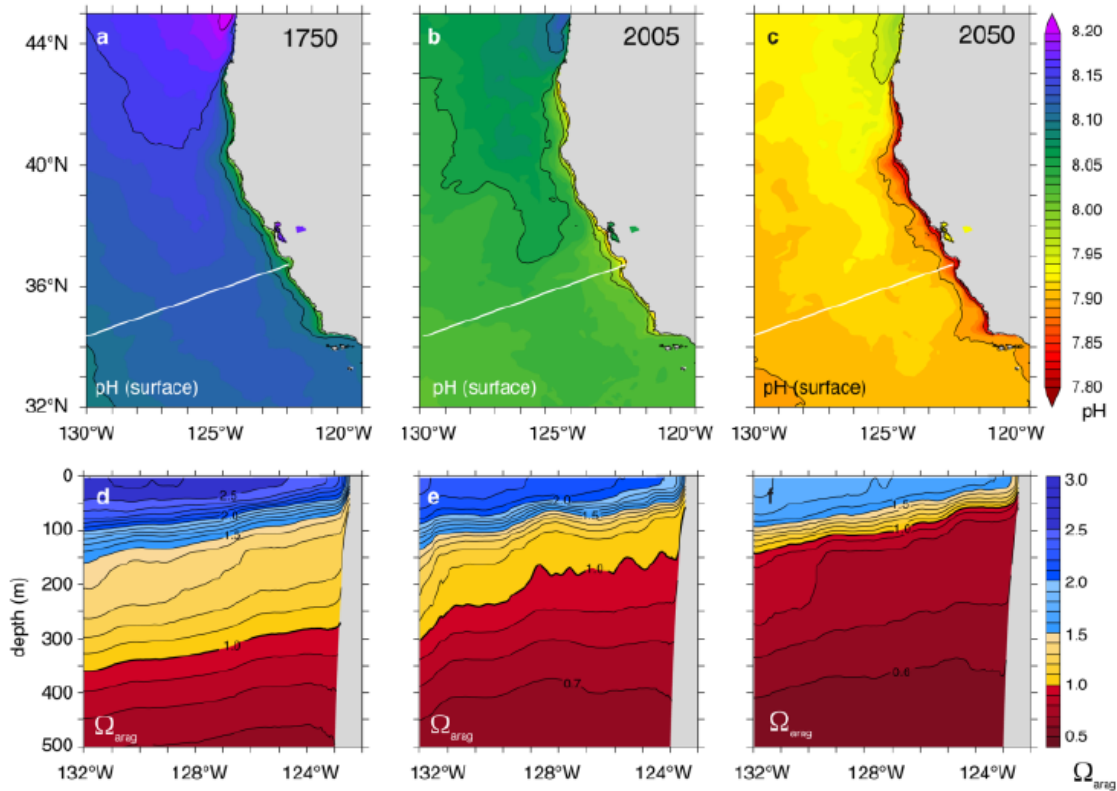 a 1750
b 2005
c 2050
44°N
40°N
36°N
32°N
pH (surface)
pH (surface)
pH (surface)
130°W 125°W 120°W
130°W 125°W 120°W
130°W 125°W 120°W
8.20
8.15
8.10
8.05
8.00
7.95
7.90
7.85
7.80
pH
d
e
f
0
100
200
300
400
500
depth (m)
2.5
2.0
1.5
1.0
2.0
1.5
1.0
0.7
1.5
1.0
0.6
Ωarag
Ωarag
Ωarag
132°W 128°W 124°W
132°W 128°W 124°W
132°W 128°W 124°W
3.0
2.5
2.0
1.5
1.0
0.5
Ωarag